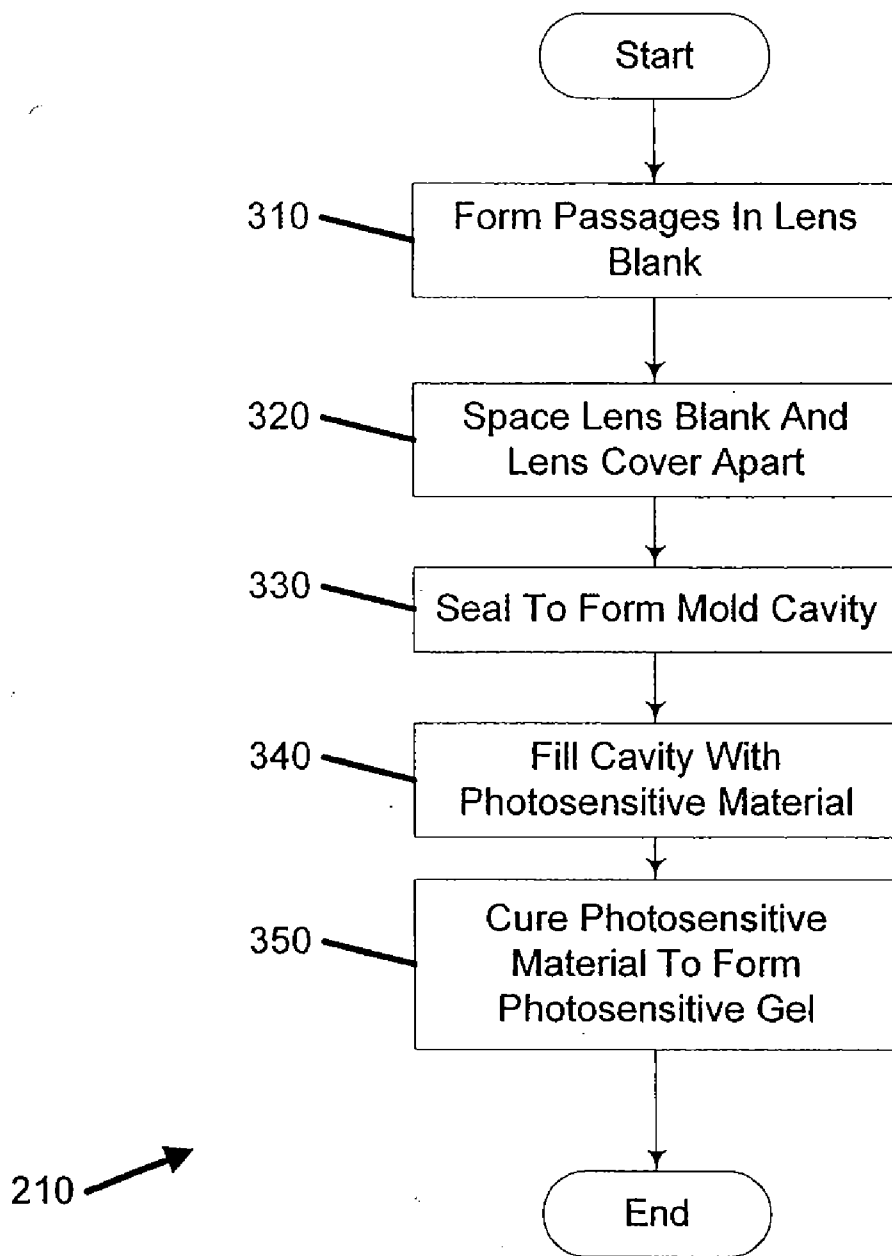 Start
310
Form Passages In Lens
Blank
320
Space Lens Blank And
Lens Cover Apart
330
Seal To Form Mold Cavity
340
Fill Cavity With
Photosensitive Material
350
Cure Photosensitive
Material To Form
Photosensitive Gel
210
End